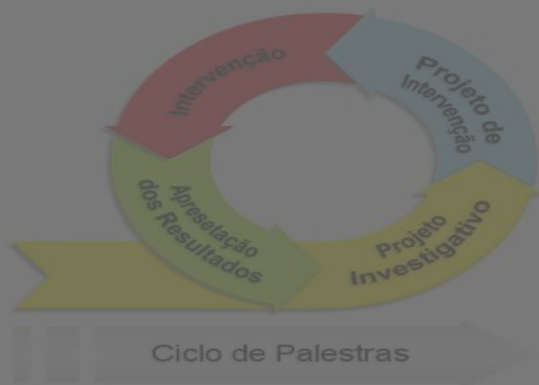 Intervenção
Projeto de
Intervenção
Apresetação
dos Resultados
Projeto
Investigativo
Ciclo de Palestras